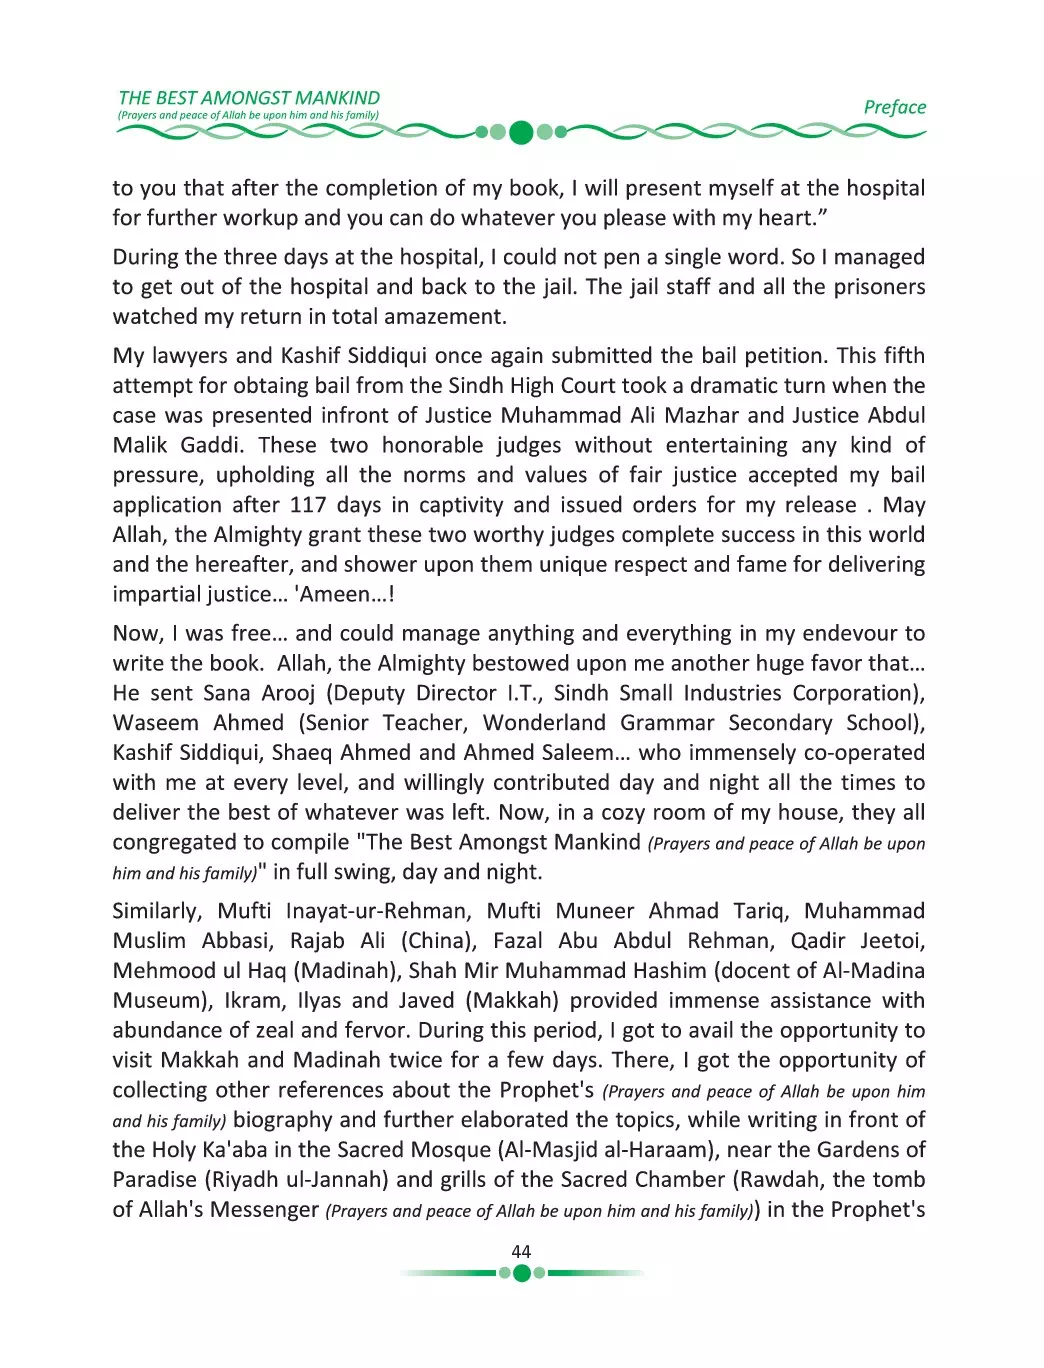 THE BEST AMONGST MANKIND
(Prayers and peace of Allah be upon him and his family)
Preface
to you that after the completion of my book, I will present myself at the hospital
for further workup and you can do whatever you please with my heart.”
During the three days at the hospital, I could not pen a single word. So I managed
to get out of the hospital and back to the jail. The jail staff and all the prisoners
watched my return in total amazement.
My lawyers and Kashif Siddiqui once again submitted the bail petition. This fifth
attempt for obtaing bail from the Sindh High Court took a dramatic turn when the
case was presented infront of Justice Muhammad Ali Mazhar and Justice Abdul
Malik Gaddi. These two honorable judges without entertaining any kind of
pressure, upholding all the norms and values of fair justice accepted my bail
application after 117 days in captivity and issued orders for my release . May
Allah, the Almighty grant these two worthy judges complete success in this world
and the hereafter, and shower upon them unique respect and fame for delivering
impartial justice… 'Ameen…!
Now, I was free… and could manage anything and everything in my endevour to
write the book.  Allah, the Almighty bestowed upon me another huge favor that…
He sent Sana Arooj (Deputy Director I.T., Sindh Small Industries Corporation),
Waseem Ahmed (Senior Teacher, Wonderland Grammar Secondary School),
Kashif Siddiqui, Shaeq Ahmed and Ahmed Saleem… who immensely co-operated
with me at every level, and willingly contributed day and night all the times to
deliver the best of whatever was left. Now, in a cozy room of my house, they all
congregated to compile "The Best Amongst Mankind (Prayers and peace of Allah be upon
him and his family)" in full swing, day and night.
Similarly, Mufti Inayat-ur-Rehman, Mufti Muneer Ahmad Tariq, Muhammad
Muslim Abbasi, Rajab Ali (China), Fazal Abu Abdul Rehman, Qadir Jeetoi,
Mehmood ul Haq (Madinah), Shah Mir Muhammad Hashim (docent of Al-Madina
Museum), Ikram, Ilyas and Javed (Makkah) provided immense assistance with
abundance of zeal and fervor. During this period, I got to avail the opportunity to
visit Makkah and Madinah twice for a few days. There, I got the opportunity of
collecting other references about the Prophet's (Prayers and peace of Allah be upon him
and his family) biography and further elaborated the topics, while writing in front of
the Holy Ka'aba in the Sacred Mosque (Al-Masjid al-Haraam), near the Gardens of
Paradise (Riyadh ul-Jannah) and grills of the Sacred Chamber (Rawdah, the tomb
of Allah's Messenger (Prayers and peace of Allah be upon him and his family)) in the Prophet's
44